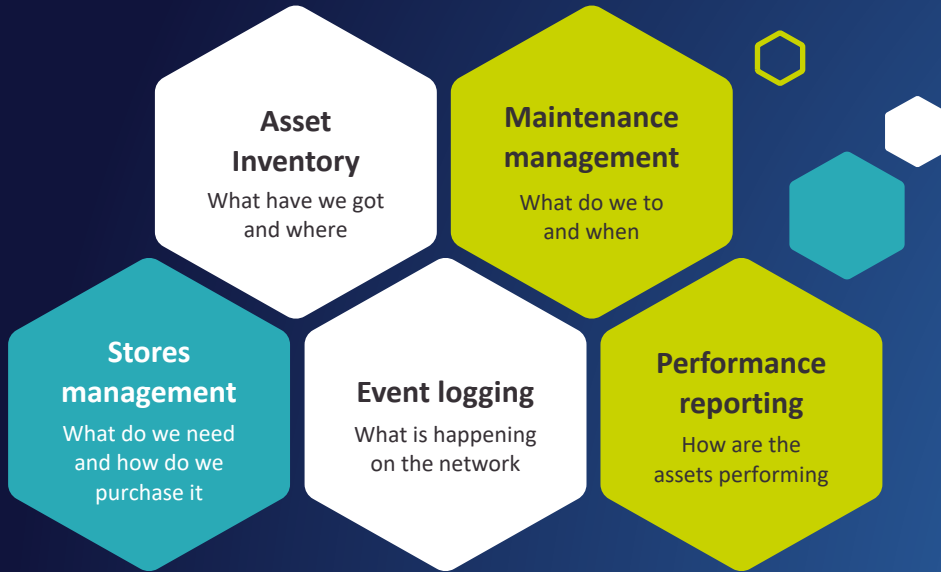 Asset
Inventory
What have we got
and where
Maintenance
management
What do we to
and when
Stores
management
What do we need
and how do we
purchase it
Event logging
What is happening
on the network
Performance
reporting
How are the
assets performing